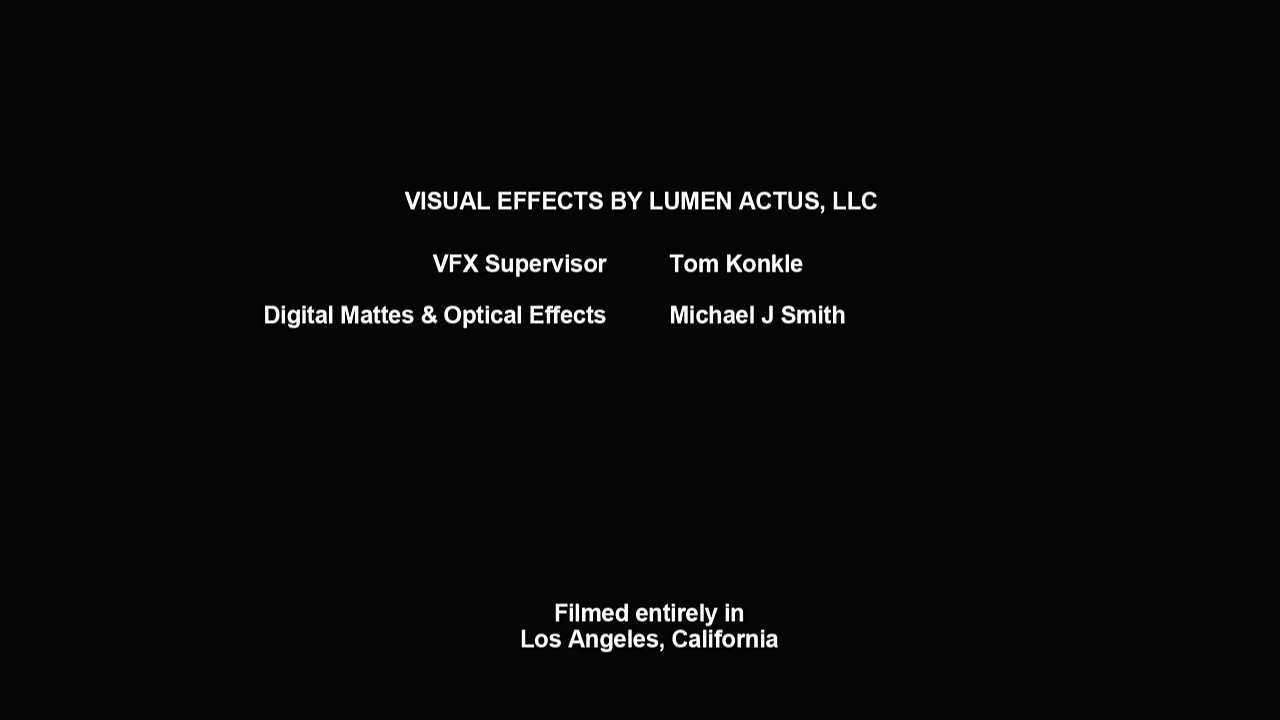 VISUAL EFFECTS BY LUMEN ACTUS, LLC
VFX Supervisor Tom Konkle
Digital Mattes & Optical Effects Michael J Smith
Filmed entirely in
Los Angeles, California